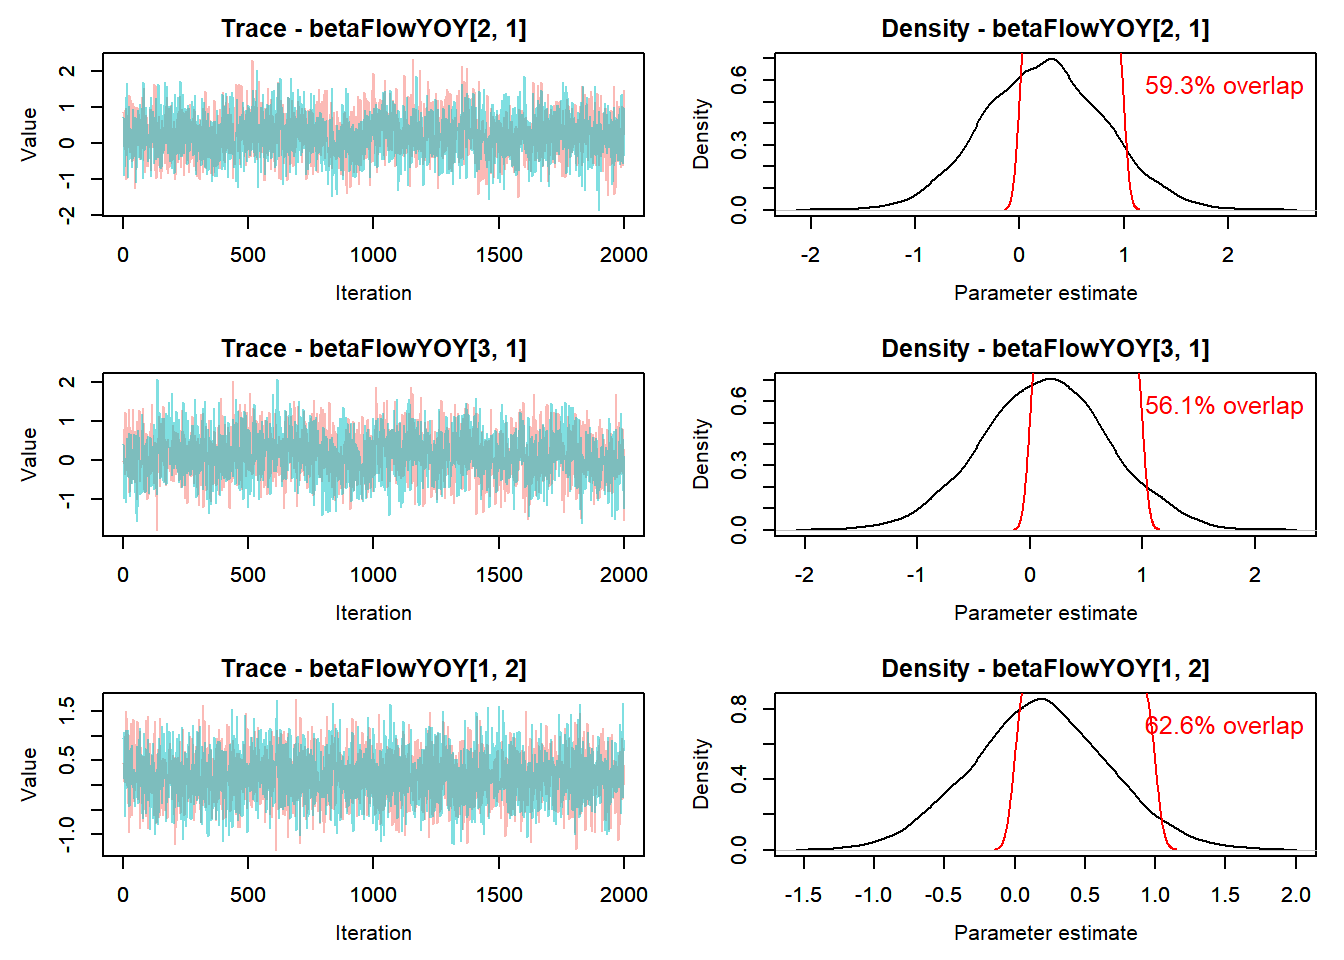 Trace - betaFlowYOY[2, 1]
Value
2
1
0
-1
-2
0 500 1000 1500 2000
Iteration
Density - betaFlowYOY[2, 1]
Density
0.6
0.3
0.0
59.3% overlap
-2 -1 0 1 2
Parameter estimate
Trace - betaFlowYOY[3, 1]
Value
2
1
0
-1
0 500 1000 1500 2000
Iteration
Density - betaFlowYOY[3, 1]
Density
0.6
0.3
0.0
56.1% overlap
-2 -1 0 1 2
Parameter estimate
Trace - betaFlowYOY[1, 2]
Value
1.5
0.5
-1.0
0 500 1000 1500 2000
Iteration
Density - betaFlowYOY[1, 2]
Density
0.8
0.4
0.0
62.6% overlap
-1.5 -1.0 -0.5 0.0 0.5 1.0 1.5 2.0
Parameter estimate